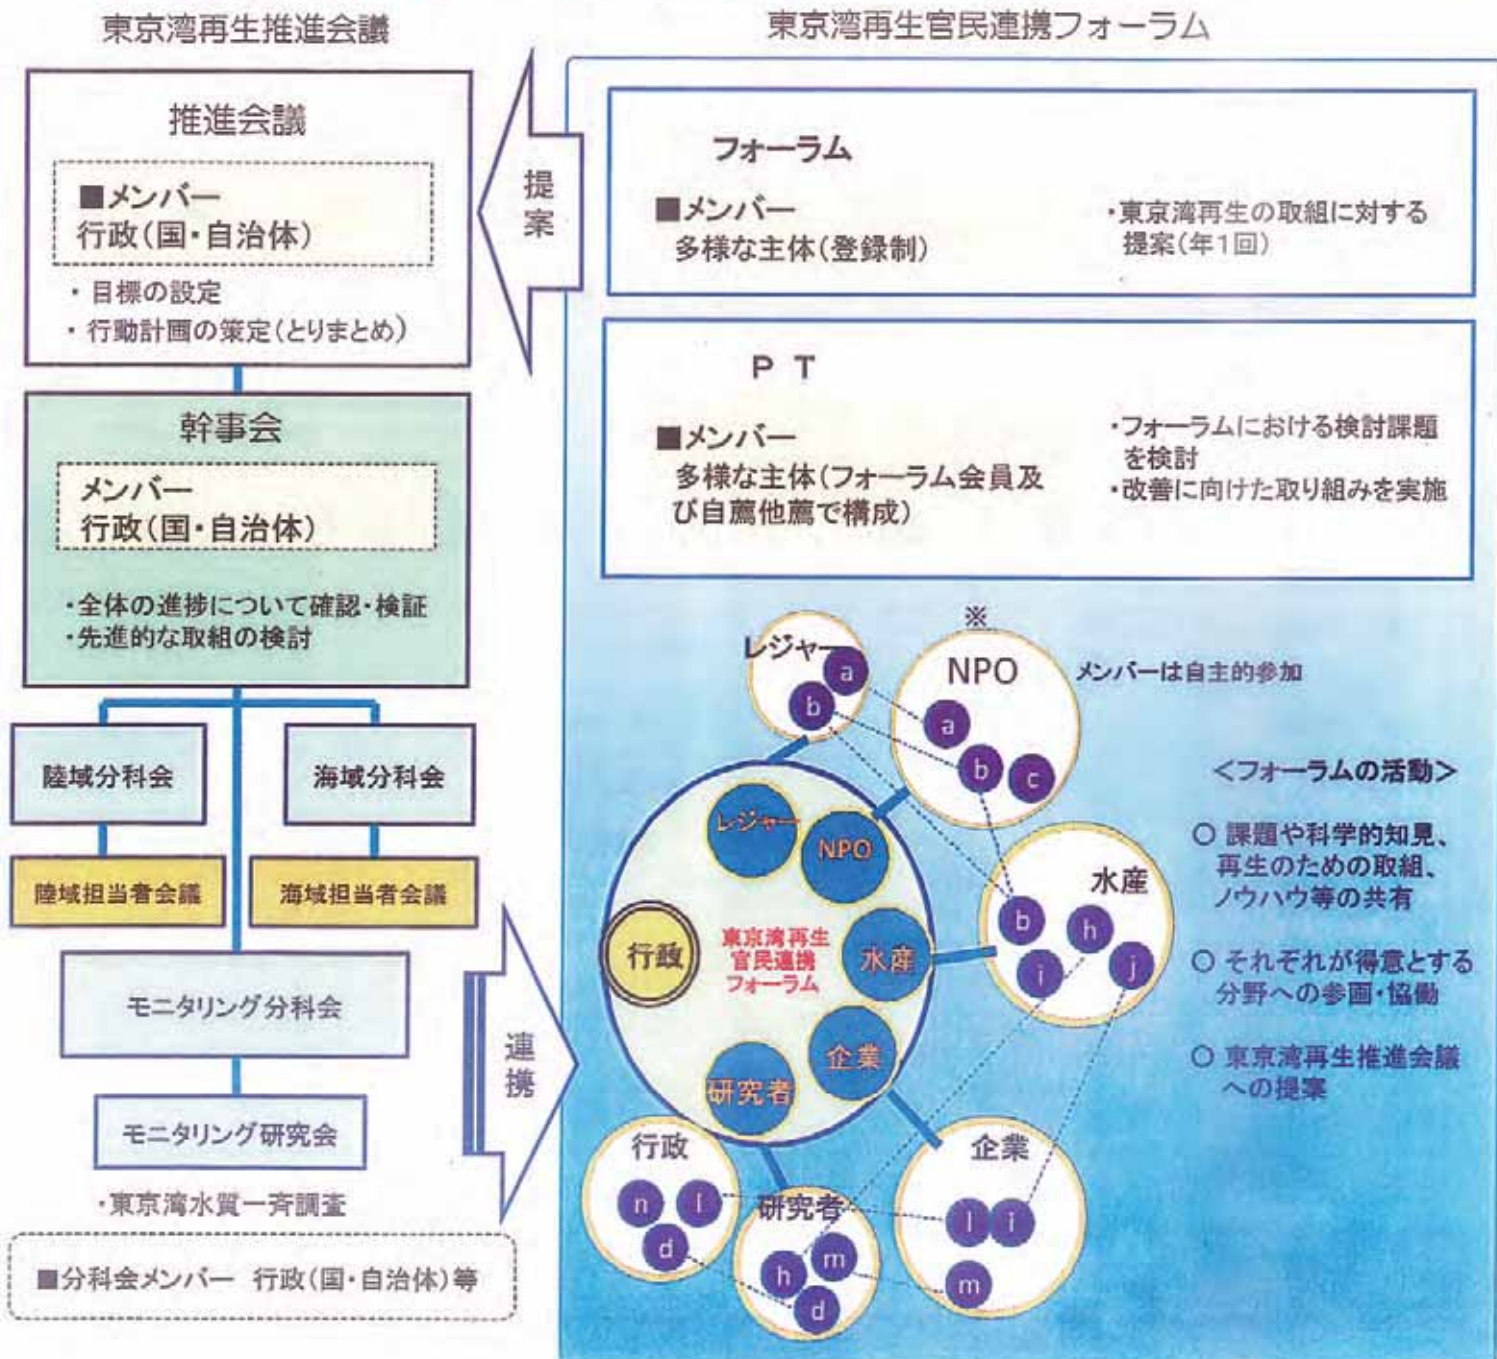 東京湾再生推進会議
推進会議
■メンバー
行政(国・自治体)
・ 目標の設定
・ 行動計画の策定(とりまとめ)
幹事会
メンバー
行政(国・自治体)
・全体の進捗について確認・検証
・先進的な取組の検討
陸域分科会
海域分科会
陸域担当者会議
海域担当者会議
モニタリング分科会
モニタリング研究会
・東京湾水質一斉調査
■分科会メンバー 行政(国・自治体)等
提案
連携
東京湾再生官民連携フォーラム
フォーラム
■メンバー
多様な主体(登録制)
・東京湾再生の取組に対する
提案(年1回)
P T
■メンバー
多様な主体(フォーラム会員及
び自薦他薦で構成)
・フォーラムにおける検討課題
を検討
・改善に向けた取り組みを実施
レジャー
a
b
※
NPO
a
b
c
メンバーは自主的参加
水産
b
h
i
j
レジャー
NPO
行政
東京湾再生
官民連携
フォーラム
水産
企業
研究者
行政
n
l
d
研究者
h
m
d
企業
l
i
m
<フォーラムの活動>
○ 課題や科学的知見、
再生のための取組、
ノウハウ等の共有
○ それぞれが得意とする
分野への参画・協働
○ 東京湾再生推進会議
への提案